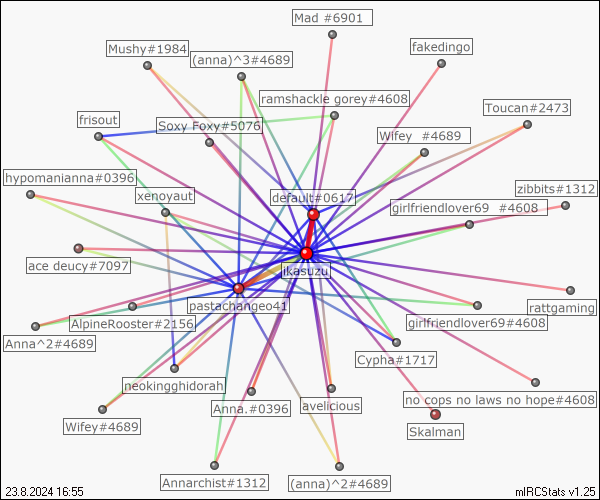 Mad #6901
Mushy#1984
fakedingo
(anna)^3#4689
ramshackle gorey#4608
Toucan#2473
frisout
Soxy Foxy#5076
Wifey   #4689
hypomanianna#0396
xenoyaut
default#0617
zibbits#1312
girlfriendlover69   #4608
ace deucy#7097
ikasuzu
pastachangeo41
rattgaming
AlpineRooster#2156
girlfriendlover69#4608
Anna^2#4689
Cypha#1717
neokingghidorah
no cops no laws no hope#4608
Anna.#0396
avelicious
Wifey#4689
Skalman
Annarchist#1312
(anna)^2#4689
23.8.2024 16:55
mIRCStats v1.25